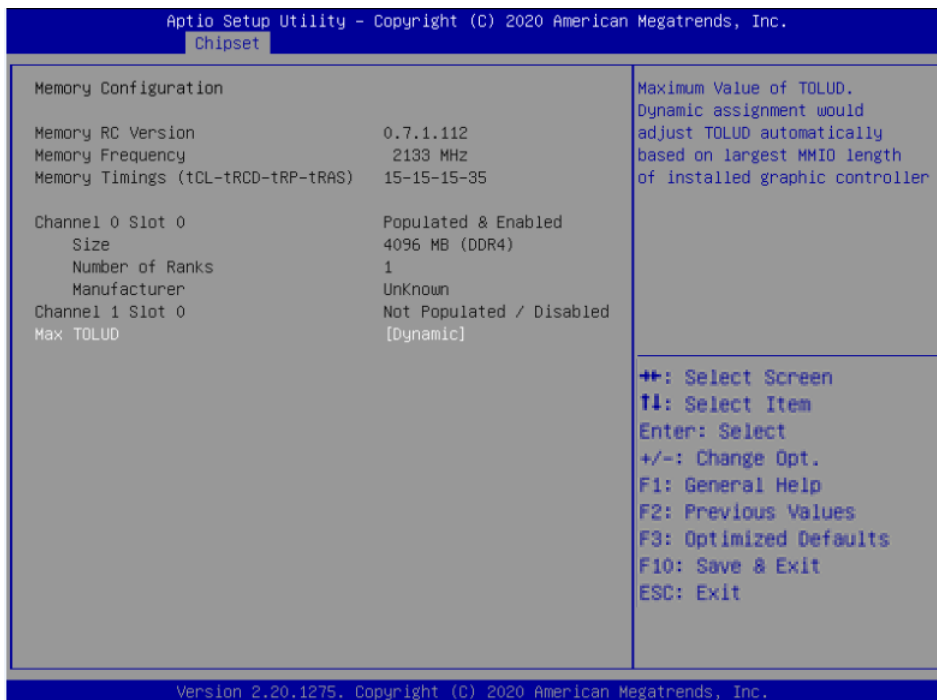 Aptio Setup Utility – Copyright (C) 2020 American Megatrends, Inc.
Chipset
Memory Configuration
Memory RC Version 0.7.1.112
Memory Frequency 2133 MHz
Memory Timings (tCL-tRCD-tRP-tRAS) 15-15-15-35
Channel 0 Slot 0 Populated & Enabled
Size 4096 MB (DDR4)
Number of Ranks 1
Manufacturer UnKnown
Channel 1 Slot 0 Not Populated / Disabled
Max TOLUD [Dynamic]
Maximum Value of TOLUD.
Dynamic assignment would
adjust TOLUD automatically
based on largest MMIO length
of installed graphic controller
→←: Select Screen
↑↓: Select Item
Enter: Select
+/-: Change Opt.
F1: General Help
F2: Previous Values
F3: Optimized Defaults
F10: Save & Exit
ESC: Exit
Version 2.20.1275. Copyright (C) 2020 American Megatrends, Inc.